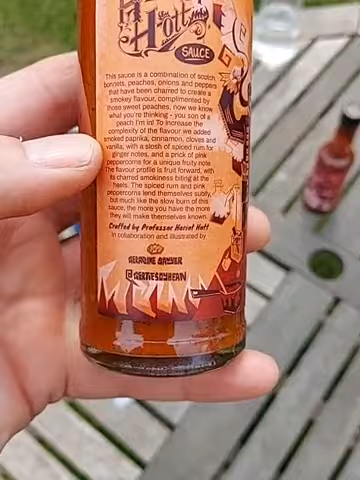 Hott
SAUCE
This sauce is a combination of scotch
bonnets, peaches, onions and peppers
that have been charred to create a
smokey flavour, complimented by
those sweet peaches, now we know
what you're thinking - you son of a
peach I'm in! To increase the
complexity of the flavour we added
smoked paprika, cinnamon, cloves and
vanilla, with a slosh of spiced rum for
ginger notes, and a prick of pink
peppercorns for a unique fruity note.
The flavour profile is fruit forward, with
its charred smokiness biting at the
heels. The spiced rum and pink
peppercorns lend themselves subtly,
but much like the slow burn of this
sauce, the more you have the more
they will make themselves known.
Crafted by Professor Hersel Hott
In collaboration and illustrated by